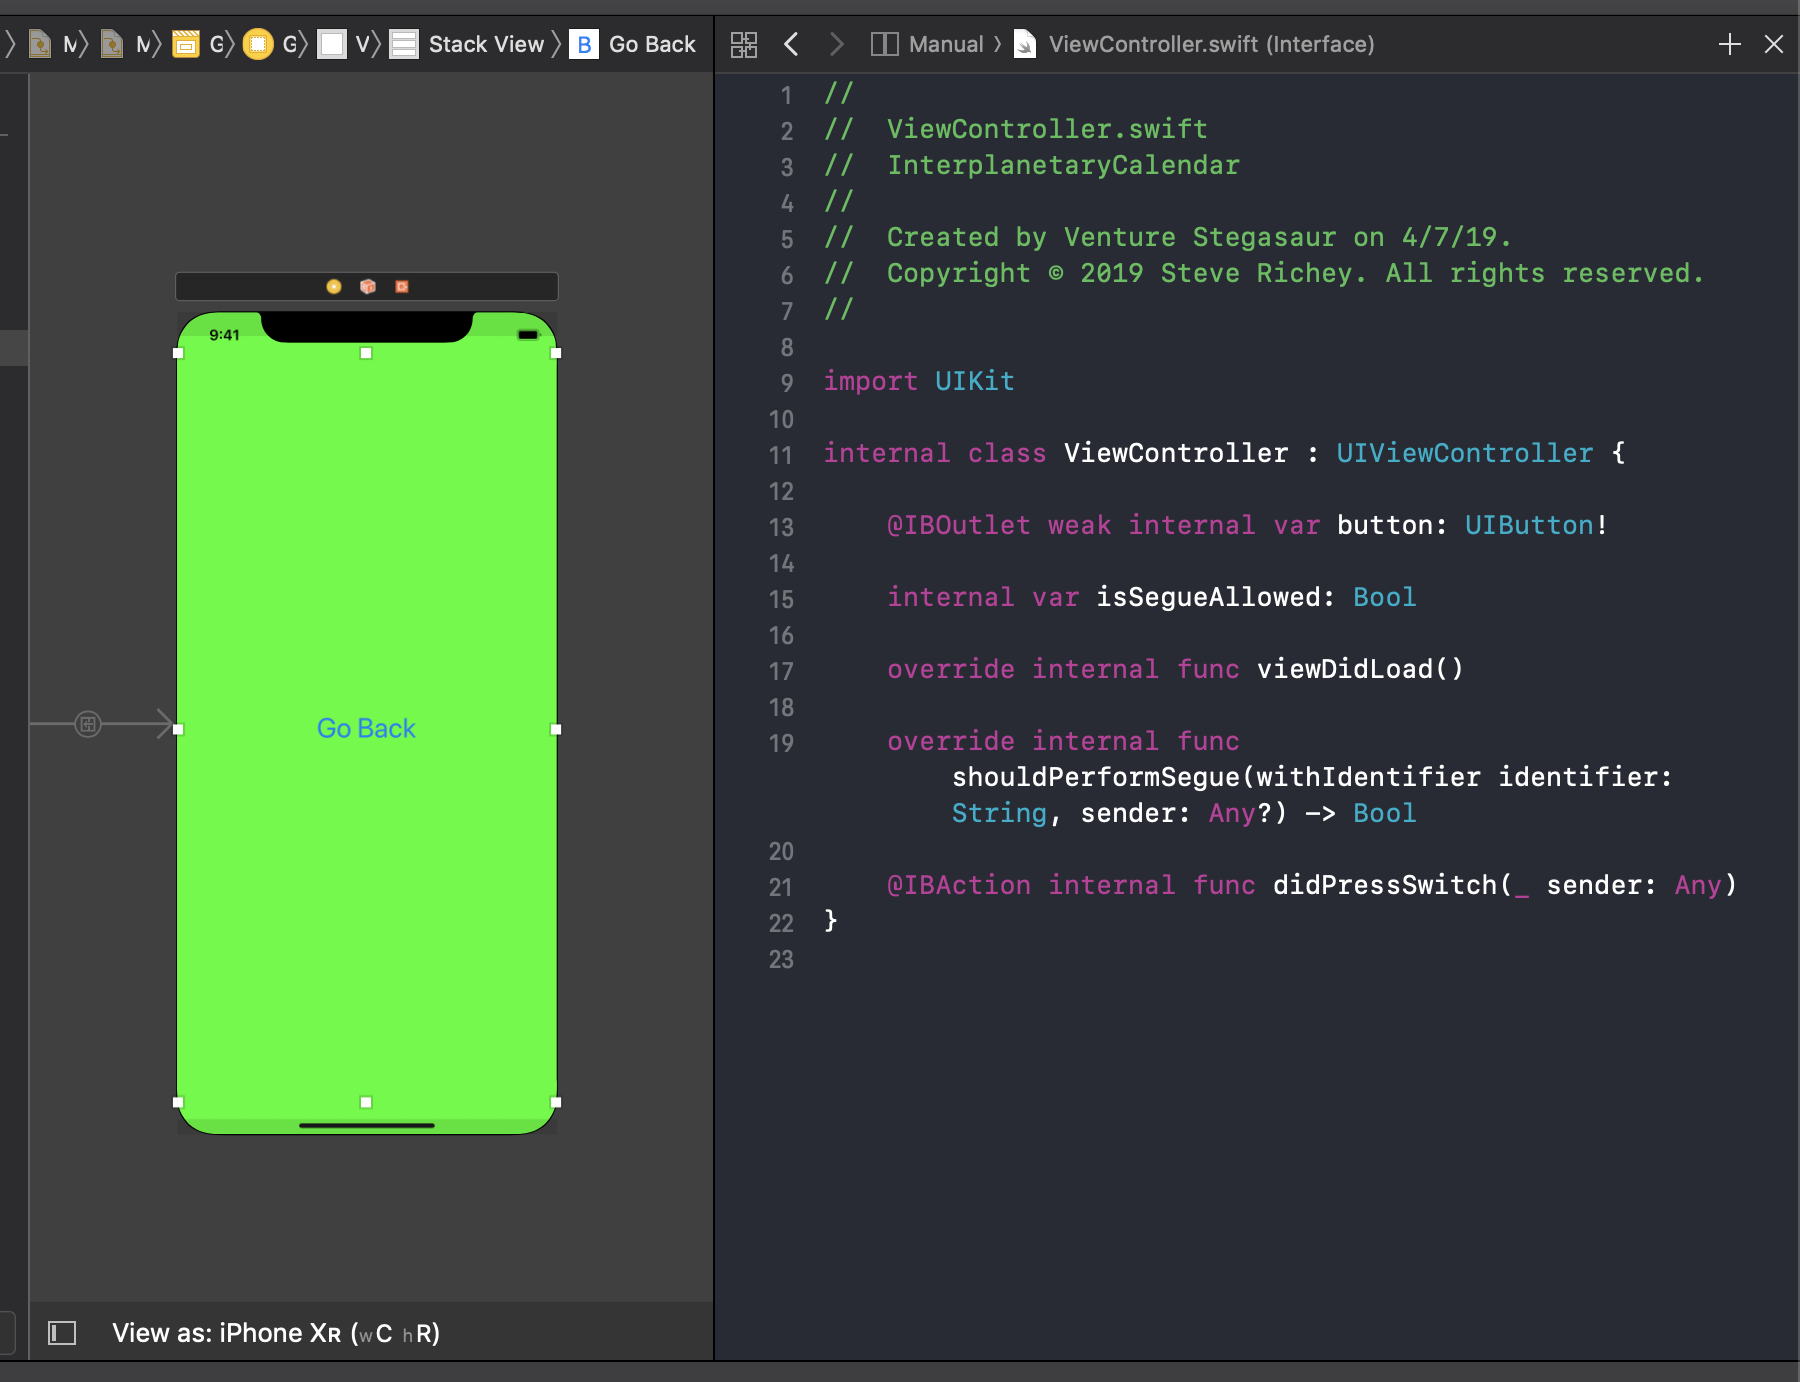 M
M
G
G
V
Stack View
B
Go Back
Manual
ViewController.swift (Interface)
9:41
Go Back
View as: iPhone XR (wC hR)
1 //
2 //  ViewController.swift
3 //  InterplanetaryCalendar
4 //
5 //  Created by Venture Stegasaur on 4/7/19.
6 //  Copyright © 2019 Steve Richey. All rights reserved.
7 //
8
9 import UIKit
10
11 internal class ViewController : UIViewController {
12
13     @IBOutlet weak internal var button: UIButton!
14
15     internal var isSegueAllowed: Bool
16
17     override internal func viewDidLoad()
18
19     override internal func
shouldPerformSegue(withIdentifier identifier:
String, sender: Any?) -> Bool
20
21     @IBAction internal func didPressSwitch(_ sender: Any)
22 }
23